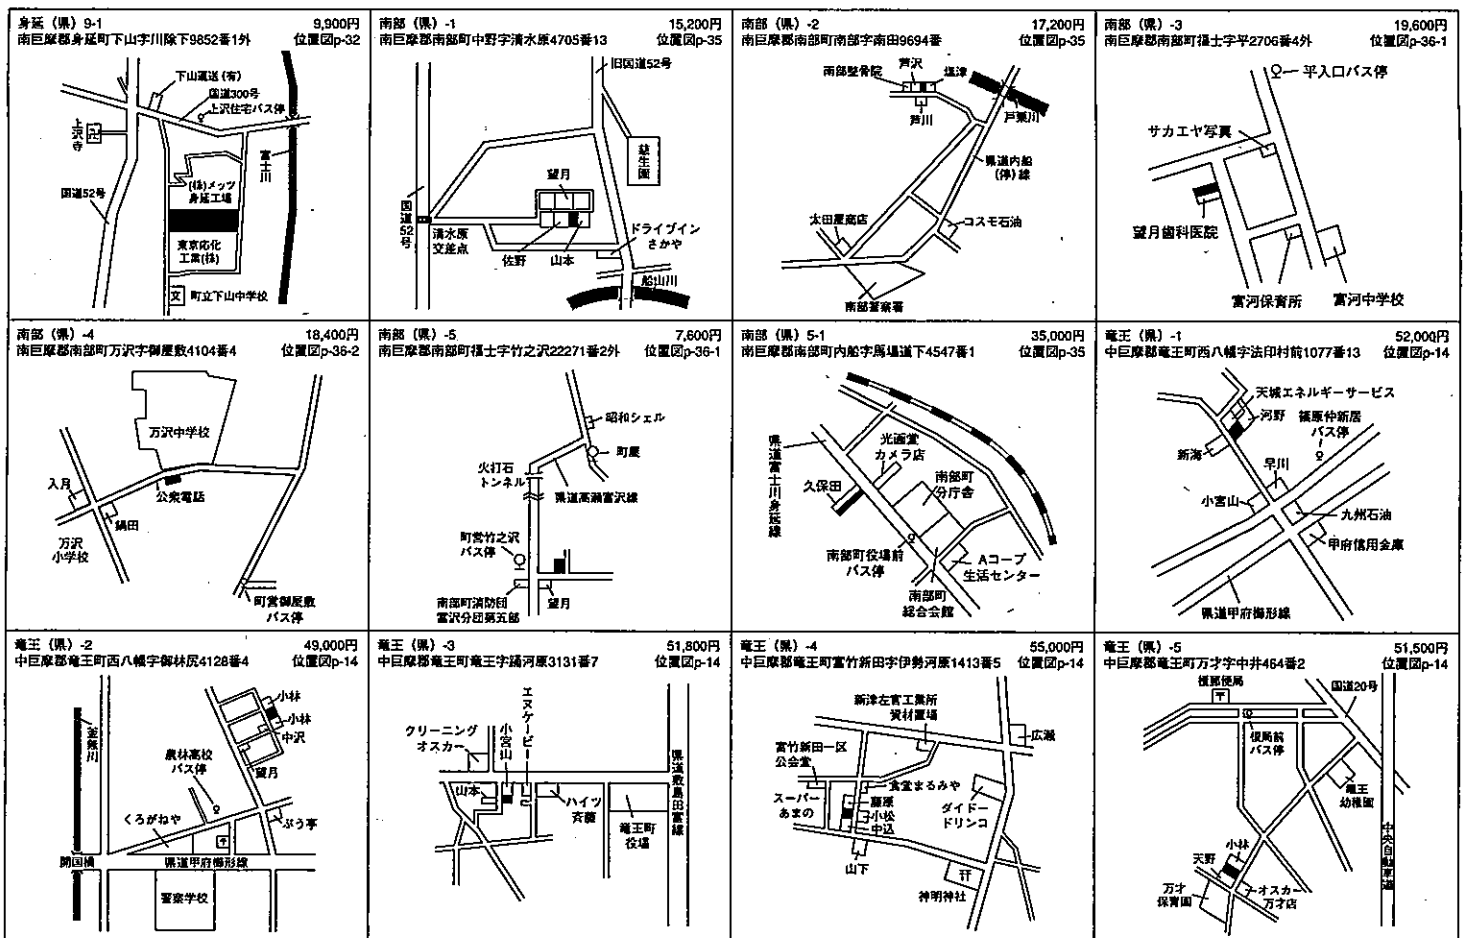 身延（県）9-1 9,900円
南巨摩郡身延町下山字川除下9852番1外 位置図p-32
下山運送（有）
国道300号
上沢住宅バス停
上沢寺
富士川
（株）メッツ
身延工場
国道52号
東京応化
工業（株）
文 町立下山中学校
南部（県）-1 15,200円
南巨摩郡南部町中野字清水原4705番13 位置図p-35
旧国道52号
慈生園
望月
国道52号
清水原
交差点
ドライブイン
さかや
佐野 山本
船山川
南部（県）-2 17,200円
南巨摩郡南部町南部字南田9694番 位置図p-35
芦沢
南部整骨院 塩津
芦川 戸栗川
県道内船
（停）線
太田屋商店 コスモ石油
南部警察署
南部（県）-3 19,600円
南巨摩郡南部町福士字平2706番4外 位置図p-36-1
平入口バス停
サカエヤ写真
望月歯科医院
富河保育所 富河中学校
南部（県）-4 18,400円
南巨摩郡南部町万沢字御屋敷4104番4 位置図p-36-2
万沢中学校
入月
公衆電話
鍋田
万沢
小学校
町営御屋敷
バス停
南部（県）-5 7,600円
南巨摩郡南部町福士字竹之沢22271番2外 位置図p-36-1
昭和シェル
町屋
火打石
トンネル
県道高瀬富沢線
町営竹之沢
バス停
南部町消防団
富沢分団第五部
望月
南部（県）5-1 35,000円
南巨摩郡南部町内船字馬場道下4547番1 位置図p-35
県道富士川身延線
光画堂
カメラ店
久保田
南部町
分庁舎
南部町役場前
バス停
Aコープ
生活センター
南部町
総合会館
竜王（県）-1 52,000円
中巨摩郡竜王町西八幡字法印村前1077番13 位置図p-14
天城エネルギーサービス
河野 篠原仲新居
バス停
新海
早川
小宮山
九州石油
甲府信用金庫
県道甲府櫛形線
竜王（県）-2 49,000円
中巨摩郡竜王町西八幡字御林尻4128番4 位置図p-14
小林
小林
中沢
釜無川
農林高校
バス停
望月
くろがねや
ぶう亭
開国橋 県道甲府櫛形線
警察学校
竜王（県）-3 51,800円
中巨摩郡竜王町竜王字踊河原3131番7 位置図p-14
エヌケービー
小宮山
クリーニング
オスカー
県道敷島田富線
山本 ハイツ
斉藤
竜王町
役場
竜王（県）-4 55,000円
中巨摩郡竜王町富竹新田字伊勢河原1413番5 位置図p-14
新津左官工業所
資材置場
広瀬
富竹新田一区
公会堂
食堂まるみや
スーパー
あまの
藤原
小松
中込
ダイドー
ドリンコ
山下
神明神社
竜王（県）-5 51,500円
中巨摩郡竜王町万才字中井464番2 位置図p-14
国道20号
便局前
バス停
竜王
幼稚園
中央自動車道
小林
天野
万才
保育園
オスカー
万才店